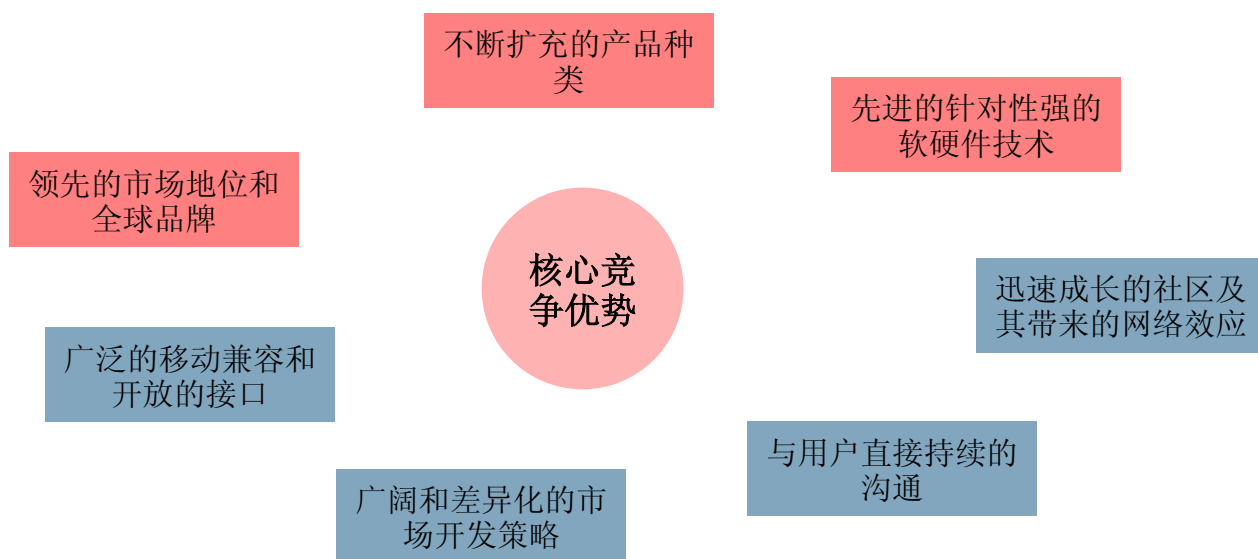 不断扩充的产品种
类
先进的针对性强的
软硬件技术
领先的市场地位和
全球品牌
核心竞
争优势
迅速成长的社区及
其带来的网络效应
广泛的移动兼容和
开放的接口
与用户直接持续的
沟通
广阔和差异化的市
场开发策略